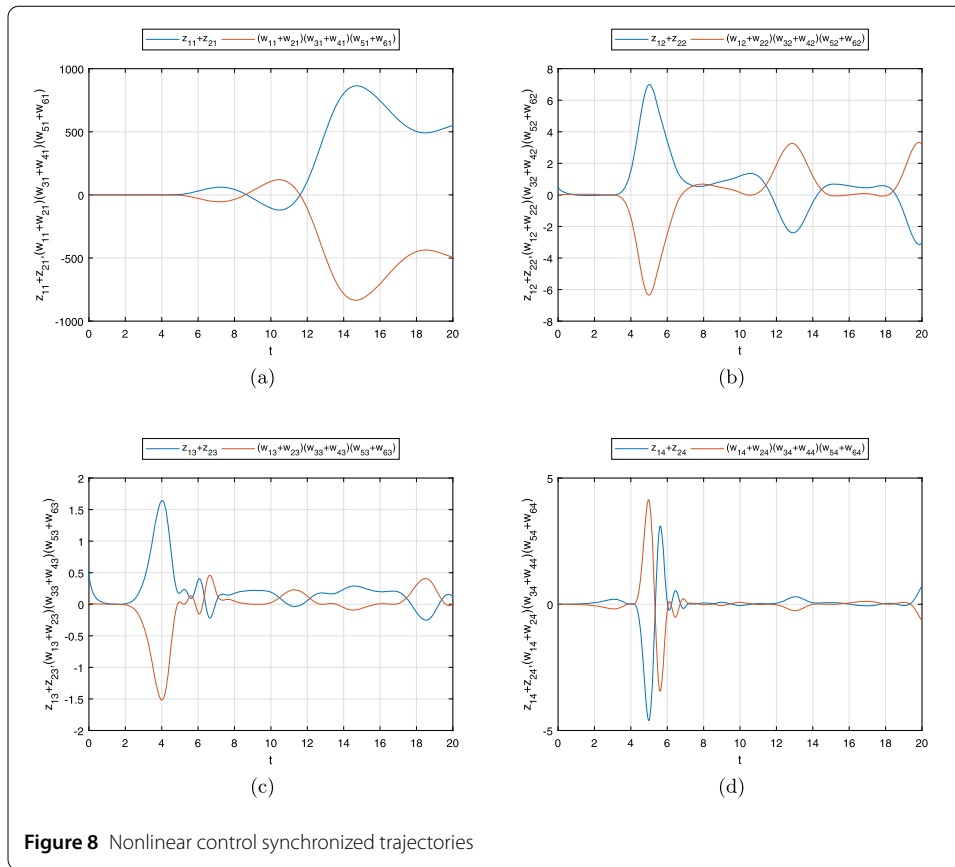 z₁₁+z₂₁ (w₁₁+w₂₁)(w₃₁+w₄₁)(w₅₁+w₆₁)
z₁₁+z₂₁,(w₁₁+w₂₁)(w₃₁+w₄₁)(w₅₁+w₆₁)
1000
500
0
-500
-1000
0 2 4 6 8 10 12 14 16 18 20
t
(a)
z₁₂+z₂₂ (w₁₂+w₂₂)(w₃₂+w₄₂)(w₅₂+w₆₂)
z₁₂+z₂₂,(w₁₂+w₂₂)(w₃₂+w₄₂)(w₅₂+w₆₂)
8
6
4
2
0
-2
-4
-6
-8
0 2 4 6 8 10 12 14 16 18 20
t
(b)
z₁₃+z₂₃ (w₁₃+w₂₃)(w₃₃+w₄₃)(w₅₃+w₆₃)
z₁₃+z₂₃,(w₁₃+w₂₃)(w₃₃+w₄₃)(w₅₃+w₆₃)
2
1.5
1
0.5
0
-0.5
-1
-1.5
-2
0 2 4 6 8 10 12 14 16 18 20
t
(c)
z₁₄+z₂₄ (w₁₄+w₂₄)(w₃₄+w₄₄)(w₅₄+w₆₄)
z₁₄+z₂₄,(w₁₄+w₂₄)(w₃₄+w₄₄)(w₅₄+w₆₄)
5
0
-5
0 2 4 6 8 10 12 14 16 18 20
t
(d)
Figure 8 Nonlinear control synchronized trajectories